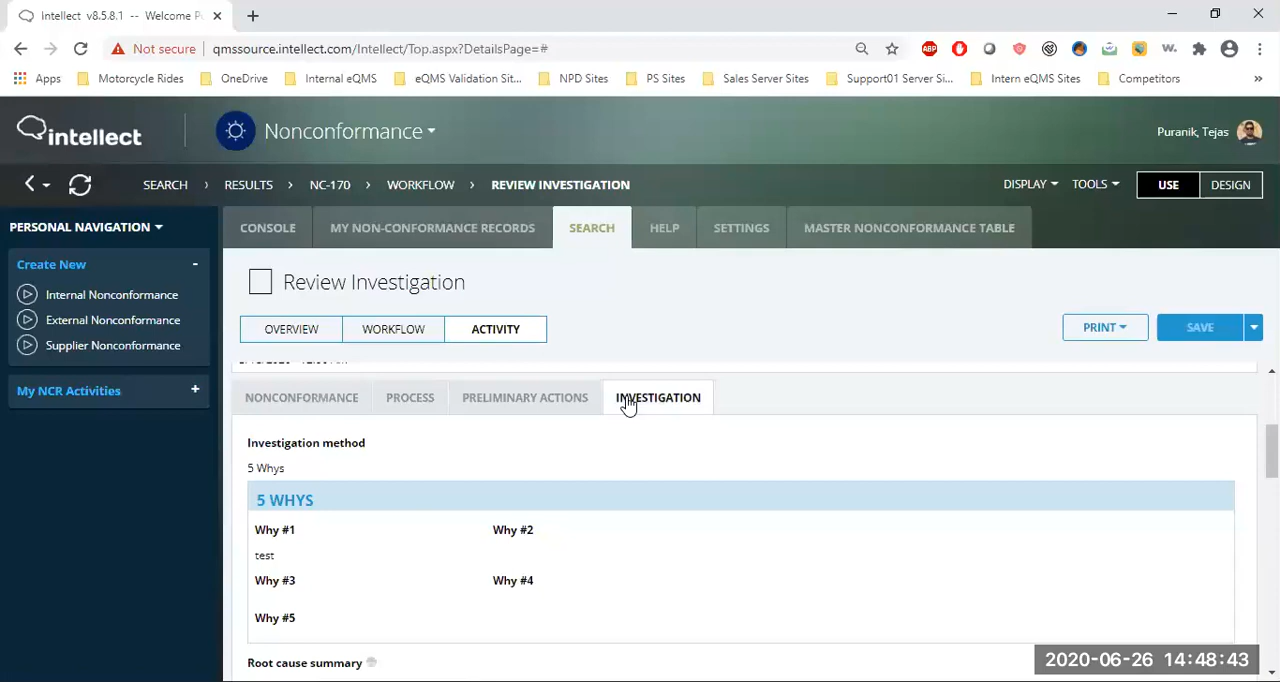 Intellect v8.5.8.1 -- Welcome P
Not secure qmssource.intellect.com/Intellect/Top.aspx?DetailsPage=#
ABP W.
Apps Motorcycle Rides OneDrive Internal eQMS eQMS Validation Sit... NPD Sites PS Sites Sales Server Sites Support01 Server Si... Intern eQMS Sites Competitors »
intellect Nonconformance Puranik, Tejas
SEARCH › RESULTS › NC-170 › WORKFLOW › REVIEW INVESTIGATION DISPLAY TOOLS USE DESIGN
PERSONAL NAVIGATION
CONSOLE MY NON-CONFORMANCE RECORDS SEARCH HELP SETTINGS MASTER NONCONFORMANCE TABLE
Create New -
Internal Nonconformance
External Nonconformance
Supplier Nonconformance
My NCR Activities +
Review Investigation
OVERVIEW WORKFLOW ACTIVITY PRINT SAVE
NONCONFORMANCE PROCESS PRELIMINARY ACTIONS INVESTIGATION
Investigation method
5 Whys
5 WHYS
Why #1 Why #2
test
Why #3 Why #4
Why #5
Root cause summary
2020-06-26 14:48:43